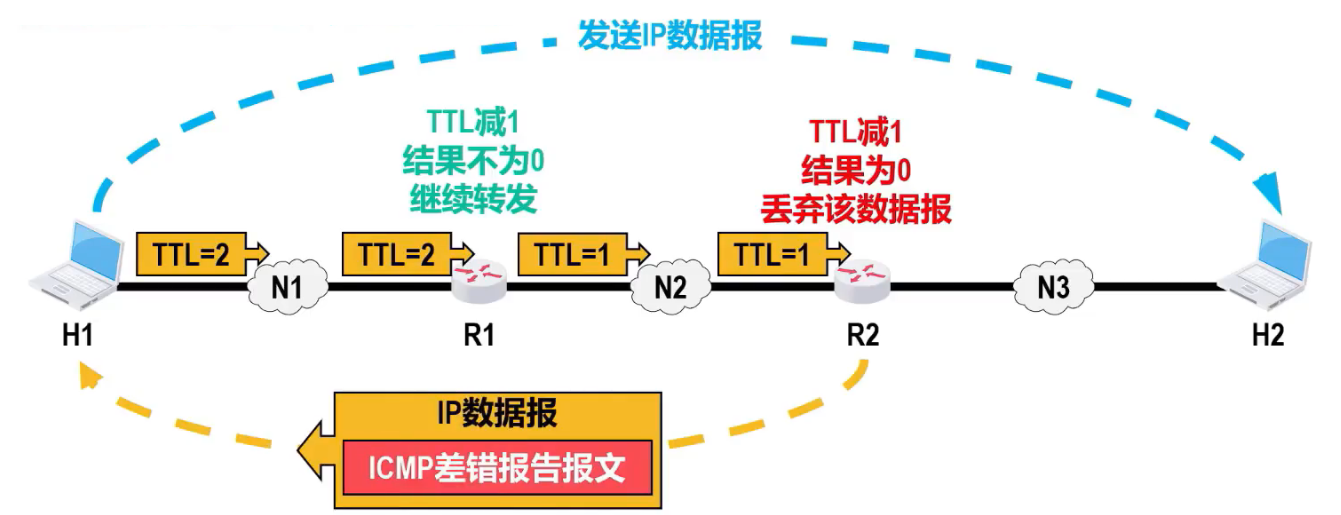 发送IP数据报
TTL减1
结果不为0
继续转发
TTL减1
结果为0
丢弃该数据报
TTL=2
TTL=2
TTL=1
TTL=1
N1
N2
N3
H1
R1
R2
H2
IP数据报
ICMP差错报告报文